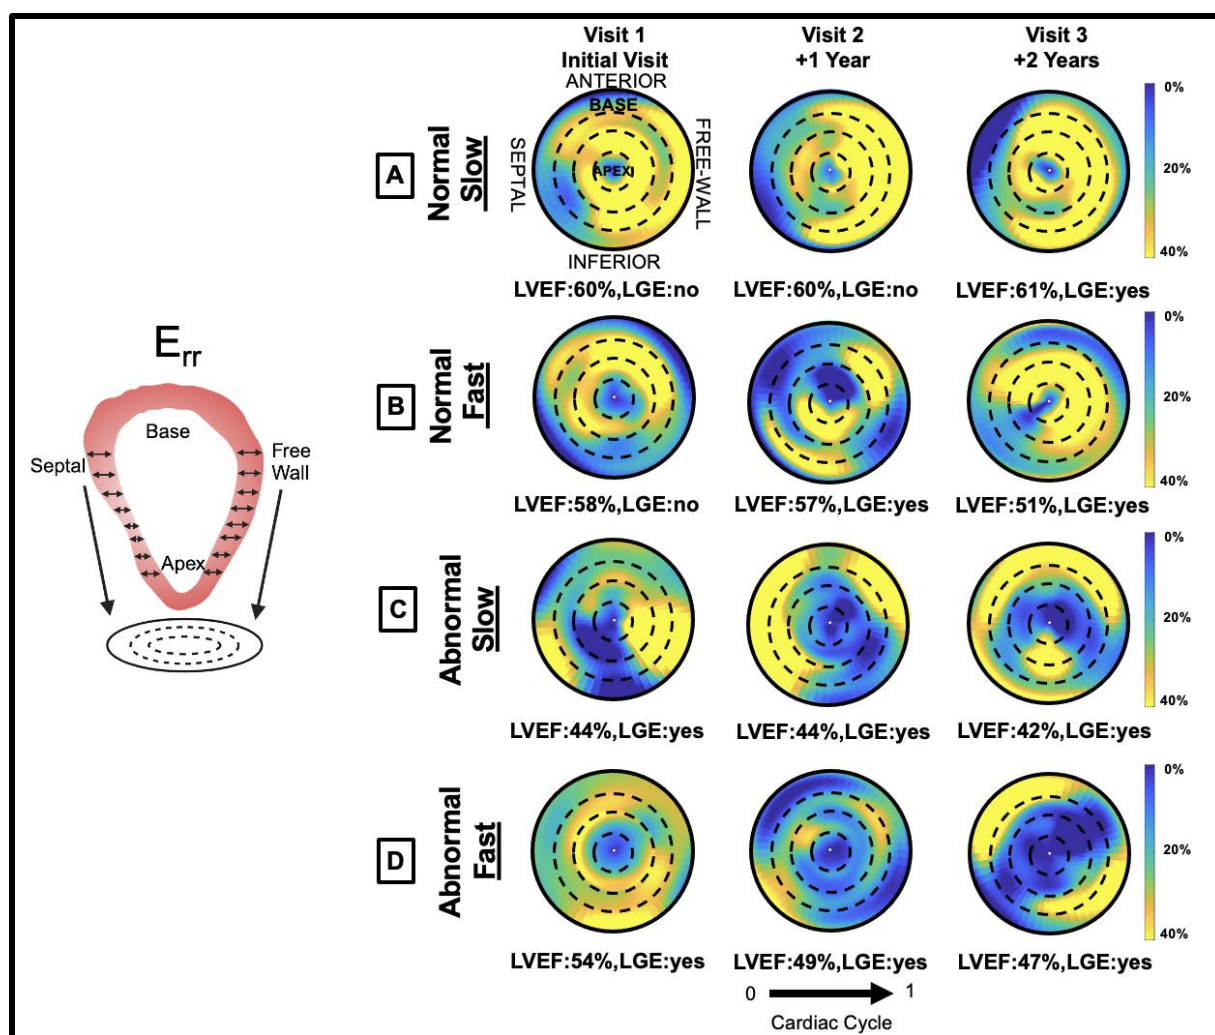 Visit 1
Initial Visit
Visit 2
+1 Year
Visit 3
+2 Years
A
Normal
Slow
ANTERIOR
BASE
SEPTAL
APEX
FREE-WALL
INFERIOR
0%
20%
40%
LVEF:60%,LGE:no
LVEF:60%,LGE:no
LVEF:61%,LGE:yes
Err
Base
Septal
Free
Wall
Apex
B
Normal
Fast
0%
20%
40%
LVEF:58%,LGE:no
LVEF:57%,LGE:yes
LVEF:51%,LGE:yes
C
Abnormal
Slow
0%
20%
40%
LVEF:44%,LGE:yes
LVEF:44%,LGE:yes
LVEF:42%,LGE:yes
D
Abnormal
Fast
0%
20%
40%
LVEF:54%,LGE:yes
LVEF:49%,LGE:yes
LVEF:47%,LGE:yes
0
1
Cardiac Cycle